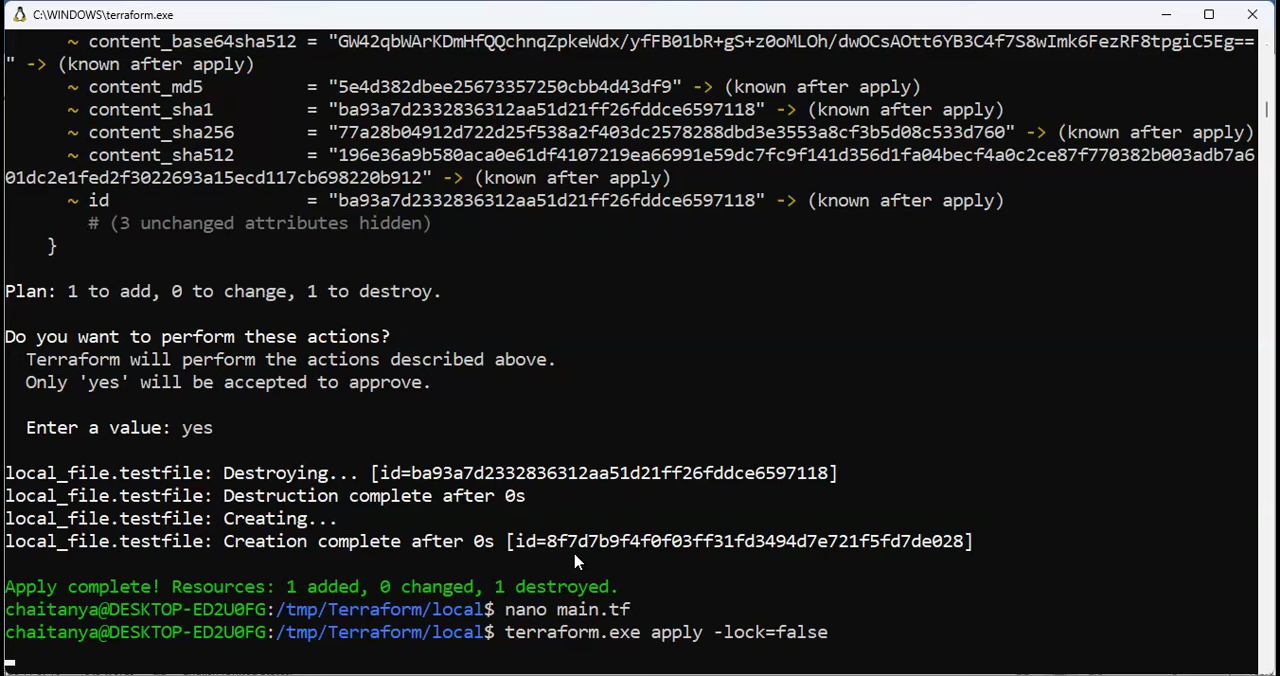 C:\WINDOWS\terraform.exe
~ content_base64sha512 = "GW42qbWArKDmHfQQchnqZpkeWdx/yfFB01bR+gS+z0oMLOh/dwOCsAOtt6YB3C4f7S8wImk6FezRF8tpgiC5Eg==
" -> (known after apply)
~ content_md5 = "5e4d382dbee25673357250cbb4d43df9" -> (known after apply)
~ content_sha1 = "ba93a7d2332836312aa51d21ff26fddce6597118" -> (known after apply)
~ content_sha256 = "77a28b04912d722d25f538a2f403dc2578288dbd3e3553a8cf3b5d08c533d760" -> (known after apply)
~ content_sha512 = "196e36a9b580aca0e61df4107219ea66991e59dc7fc9f141d356d1fa04becf4a0c2ce87f770382b003adb7a6
01dc2e1fed2f3022693a15ecd117cb698220b912" -> (known after apply)
~ id = "ba93a7d2332836312aa51d21ff26fddce6597118" -> (known after apply)
# (3 unchanged attributes hidden)
}
Plan: 1 to add, 0 to change, 1 to destroy.
Do you want to perform these actions?
Terraform will perform the actions described above.
Only 'yes' will be accepted to approve.
Enter a value: yes
local_file.testfile: Destroying... [id=ba93a7d2332836312aa51d21ff26fddce6597118]
local_file.testfile: Destruction complete after 0s
local_file.testfile: Creating...
local_file.testfile: Creation complete after 0s [id=8f7d7b9f4f0f03ff31fd3494d7e721f5fd7de028]
Apply complete! Resources: 1 added, 0 changed, 1 destroyed.
chaitanya@DESKTOP-ED2U0FG:/tmp/Terraform/local$ nano main.tf
chaitanya@DESKTOP-ED2U0FG:/tmp/Terraform/local$ terraform.exe apply -lock=false